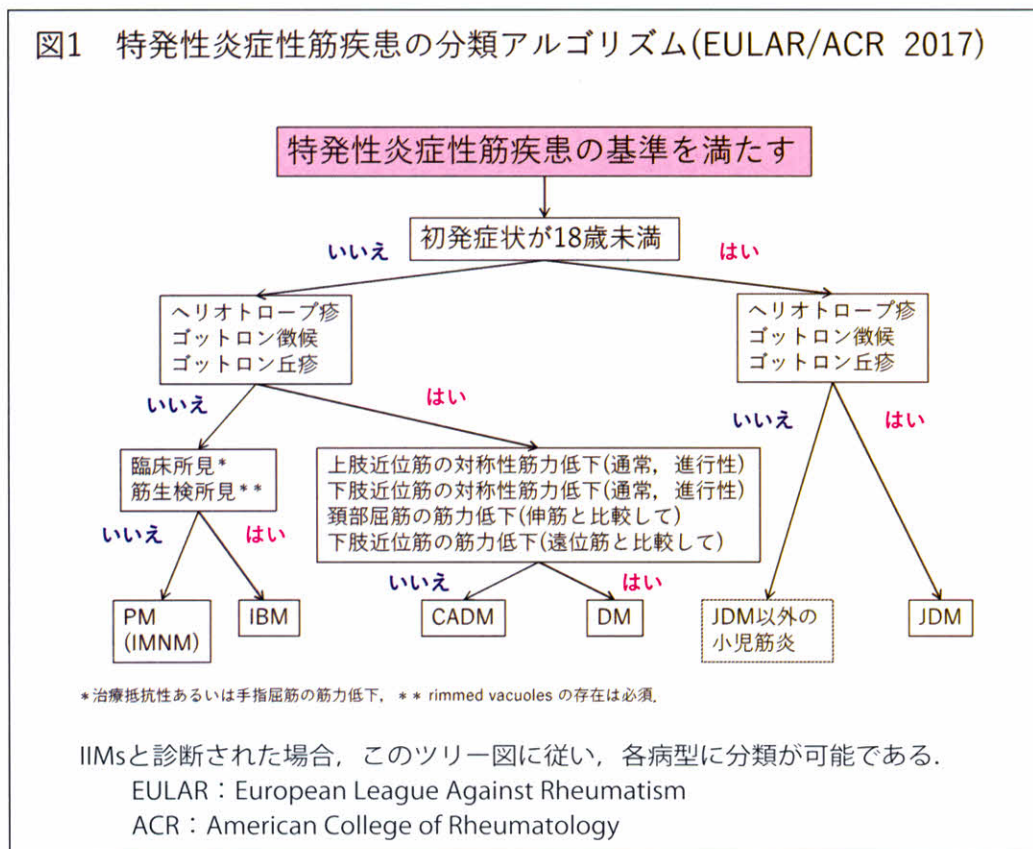 図1 特発性炎症性筋疾患の分類アルゴリズム(EULAR/ACR 2017)
特発性炎症性筋疾患の基準を満たす
初発症状が18歳未満
いいえ
はい
ヘリオトロープ疹
ゴットロン徴候
ゴットロン丘疹
ヘリオトロープ疹
ゴットロン徴候
ゴットロン丘疹
いいえ
はい
いいえ
はい
臨床所見*
筋生検所見**
上肢近位筋の対称性筋力低下(通常，進行性)
下肢近位筋の対称性筋力低下(通常，進行性)
頚部屈筋の筋力低下(伸筋と比較して)
下肢近位筋の筋力低下(遠位筋と比較して)
いいえ
はい
いいえ
はい
PM
(IMNM)
IBM
CADM
DM
JDM以外の
小児筋炎
JDM
*治療抵抗性あるいは手指屈筋の筋力低下，** rimmed vacuoles の存在は必須．
IIMsと診断された場合，このツリー図に従い，各病型に分類が可能である．
EULAR：European League Against Rheumatism
ACR：American College of Rheumatology